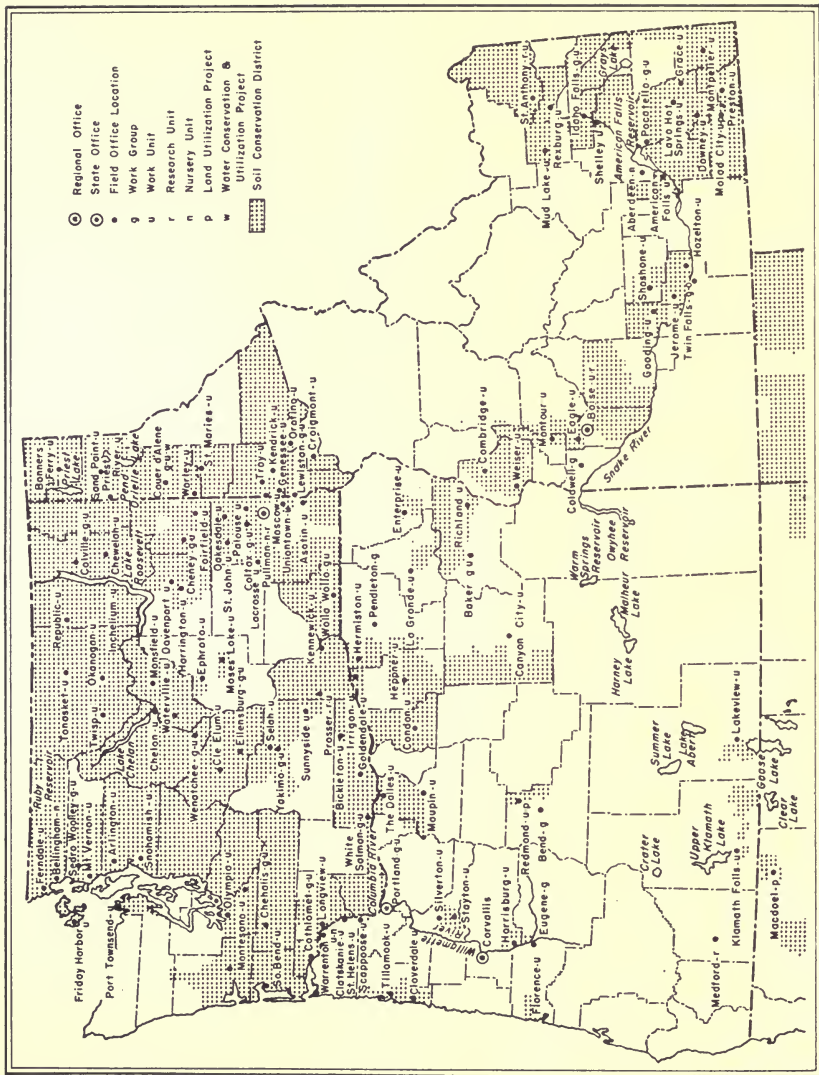 Regional Office
State Office
Field Office Location
g Work Group
u Work Unit
r Research Unit
n Nursery Unit
p Land Utilization Project
w Water Conservation &
Utilization Project
Soil Conservation District
Friday Harbor-
u
Port Townsend-u
Ferndale-u
Bellingham-n
Sedro Woolley-g-u
Mt Vernon-u
Arlington-u
Snohomish-u
Ruby
Reservoir
Tonasket-u
Twisp-u
Okanogan-u
Republic-u
Inchelium-u
Lake
Chelan
Chelan-u
Mansfield-u
Waterville-u
Wenatchee-g-u
Colville-g-u
Chewelah-u
Lake
Roosevelt
Davenport-u
Harrington-u
Ephrata-u
Moses Lake-u
Cle Elum-u
Ellensburg-g-u
Cheney-g-u
Fairfield-u
Oakesdale-u
St. John-u
Palouse-u
Colfax g-u
Lacrosse-u
Pullman-n-r
Uniontown-u
Asotin-u
Bonners
Ferry-u
Priest
Lake
Sand Point-u
Priest
River-u
Pend
Oreille Lake
Couer d'Alene
g-u-w
Worley-u
St. Maries-u
Troy-u
Kendrick-u
Moscow-u
Genessee-u
Orofino-u
Lewiston-g-u
Craigmont-u
Olympia-u
Montesano-u
Chehalis-g-u
So. Bend-u
Selah-u
Yakima-g-u
Sunnyside-u
Prosser-r-u
Kennewick-u
Walla Walla-g-u
Bickleton-u
Goldendale-u
White
Salmon-g-u
Cathlamet-g-u
Longview-u
Warrenton-u
Clatskanie
u-n
St. Helens-u
Scappoose-u
Columbia River
Portland-g-u
Tillamook-u
Cloverdale-u
Silverton-u
Stayton-u
Willamette
River
Corvallis
Harrisburg-u
Eugene-g
Florence-u
The Dalles-u
Maupin-u
Condon-u
Heppner-u
Irrigon-w
Hermiston-u
Pendleton-g
La Grande-u
Enterprise-u
Richland-u
Baker g-u
Canyon
City-u
Redmond-u-p
Bend-g
Warm
Springs
Reservoir
Owyhee
Reservoir
Malheur
Lake
Harney
Lake
Summer
Lake
Lake
Abert
Lakeview-u
Crater
Lake
Upper
Klamath
Lake
Klamath Falls-u
Medford-r
Macdoel-p
Goose
Lake
Clear
Lake
Cambridge-u
Weiser-u
Montour-u
Eagle-u
Boise-u-r
Caldwell-g
Snake River
Gooding-u
Shoshone-u
Jerome-u
Twin Falls-g
Hazelton-u
St. Anthony-r-u
Mud Lake-u
Rexburg-u
Idaho Falls-g-u
Shelley-u
Grays
Lake
American Falls
Reservoir
Aberdeen-n
American
Falls-u
Pocatello-g-u
Lava Hot
Springs-u
Grace-u
Downey-u
Malad City-u-p
Montpelier-u
Preston-u